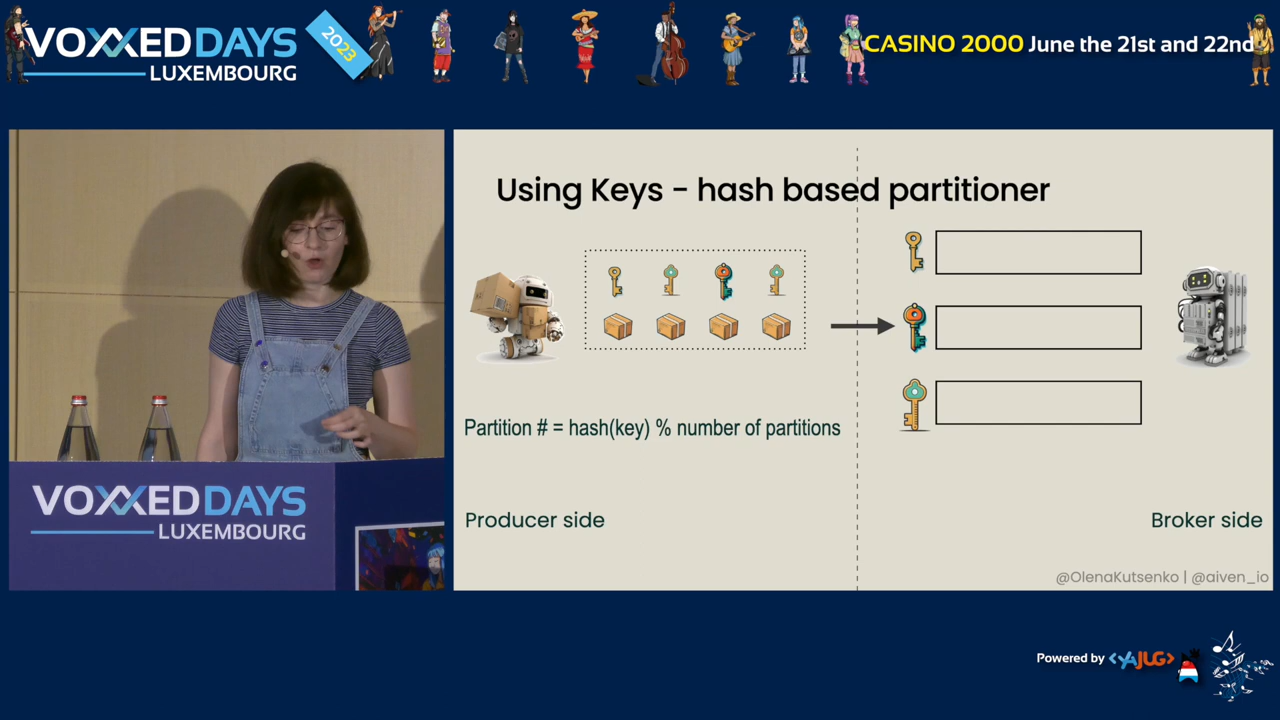 VOXXED DAYS
LUXEMBOURG
2023
CASINO 2000 June the 21st and 22nd
Using Keys - hash based partitioner
Partition # = hash(key) % number of partitions
Producer side
Broker side
@OlenaKutsenko | @aiven_io
VOXXED DAYS
LUXEMBOURG
Powered by <YAJUG>